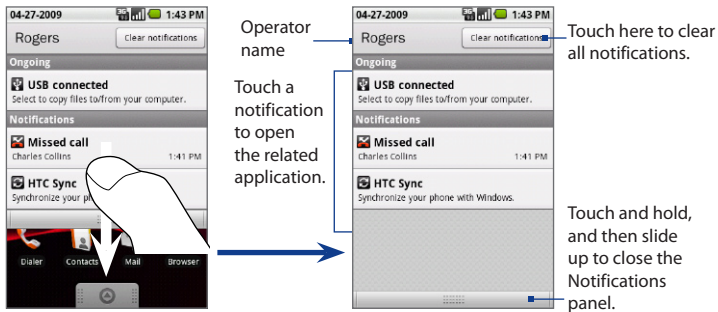 04-27-2009 3G 1:43 PM
Rogers Clear notifications
Ongoing
USB connected
Select to copy files to/from your computer.
Notifications
Missed call
Charles Collins 1:41 PM
HTC Sync
Synchronize your
Dialer Contacts Mail Browser
Operator
name
Touch a
notification
to open
the related
application.
04-27-2009 3G 1:43 PM
Rogers Clear notifications
Ongoing
USB connected
Select to copy files to/from your computer.
Notifications
Missed call
Charles Collins 1:41 PM
HTC Sync
Synchronize your phone with Windows.
Touch here to clear
all notifications.
Touch and hold,
and then slide
up to close the
Notifications
panel.